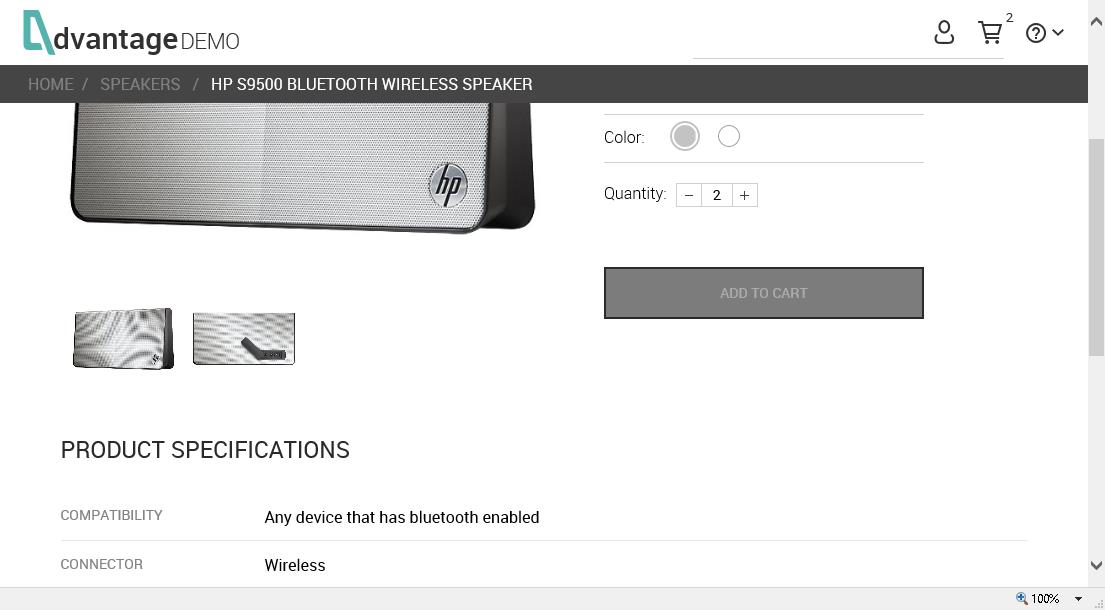 dvantage DEMO
2
?
HOME / SPEAKERS / HP S9500 BLUETOOTH WIRELESS SPEAKER
hp
Color:
Quantity: − 2 +
ADD TO CART
PRODUCT SPECIFICATIONS
COMPATIBILITY Any device that has bluetooth enabled
CONNECTOR Wireless
100%